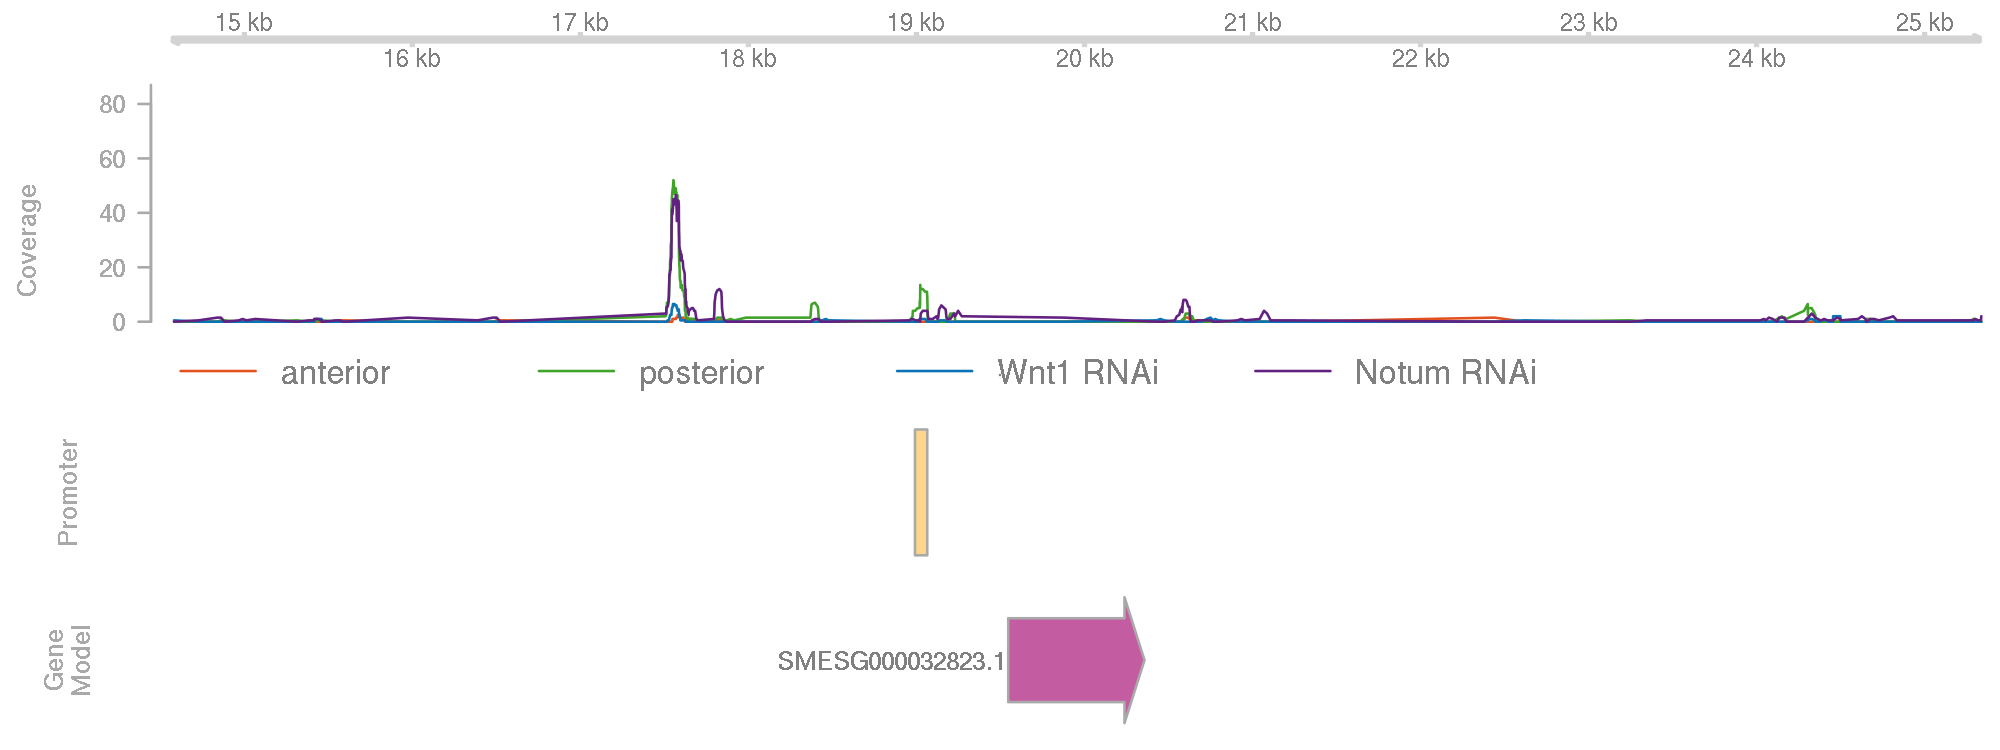 15 kb 17 kb 19 kb 21 kb 23 kb 25 kb
16 kb 18 kb 20 kb 22 kb 24 kb
80
60
40
20
0
Coverage
anterior posterior Wnt1 RNAi Notum RNAi
Promoter
Gene
Model
SMESG000032823.1